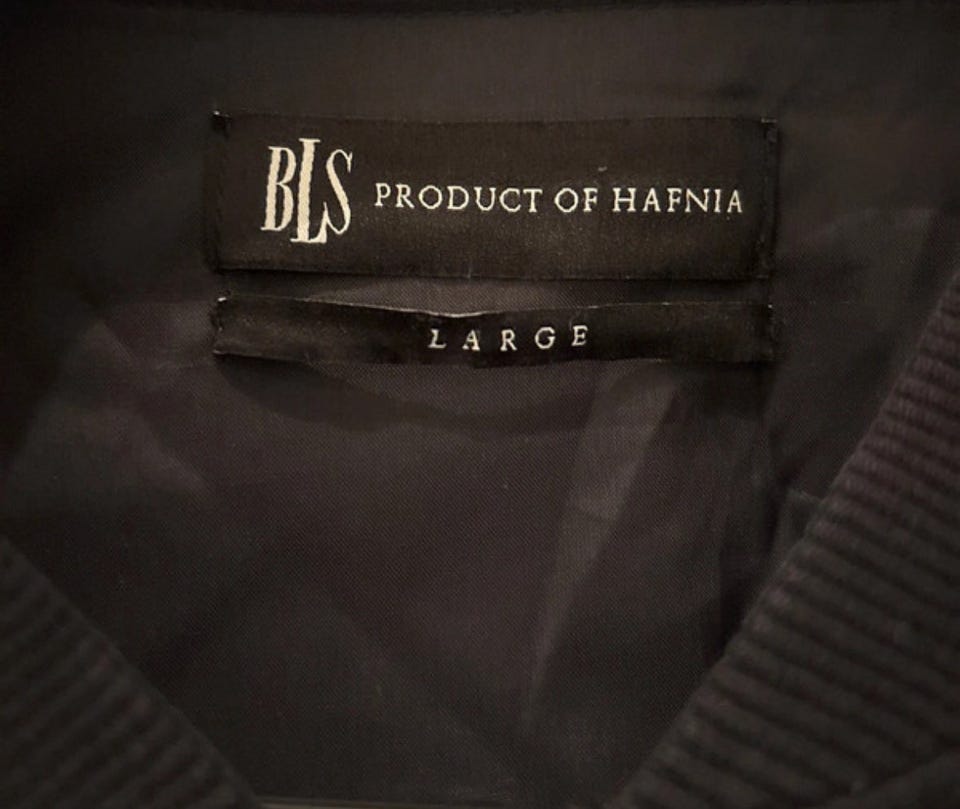 BLS PRODUCT OF HAFNIA
LARGE